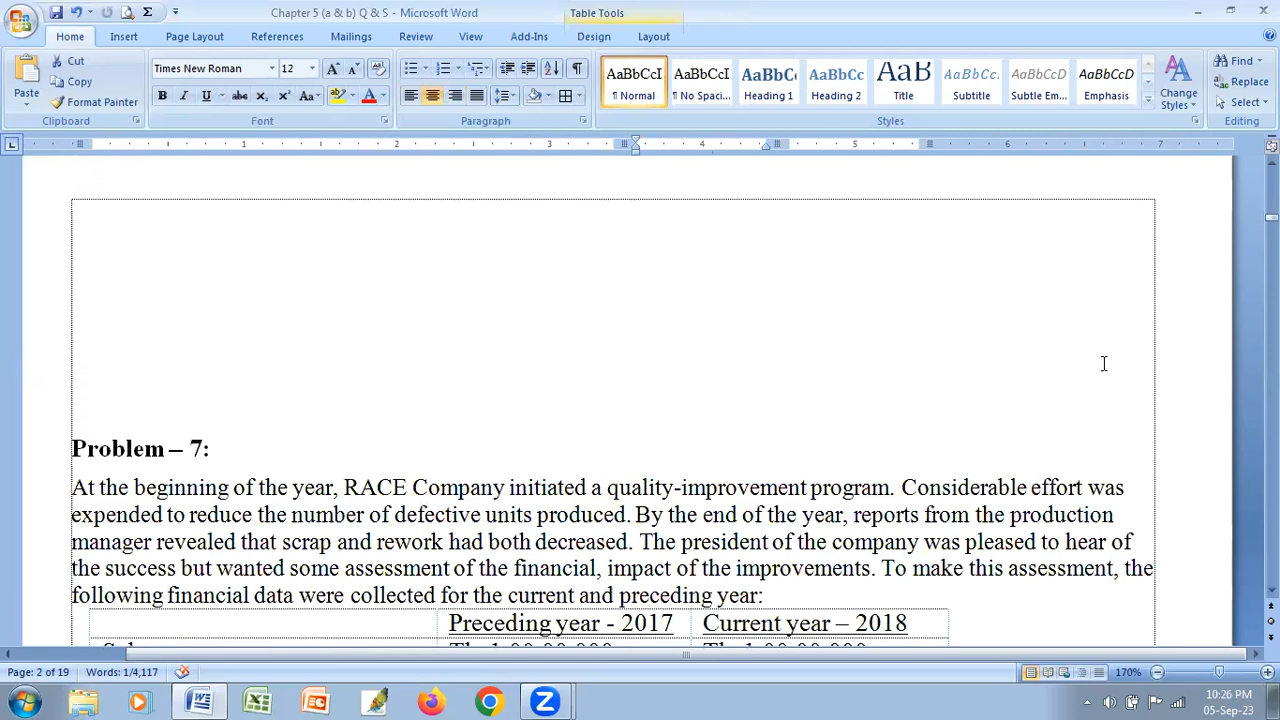 Chapter 5 (a & b) Q & S - Microsoft Word
Table Tools
Home Insert Page Layout References Mailings Review View Add-Ins Design Layout
Paste
Cut
Copy
Format Painter
Clipboard
Times New Roman 12
Font
Paragraph
AaBbCcI AaBbCcI AaBbCc AaBbCc AaB AaBbCc. AaBbCcD AaBbCcD
¶ Normal ¶ No Spaci... Heading 1 Heading 2 Title Subtitle Subtle Em... Emphasis
Change Styles
Styles
Find
Replace
Select
Editing
1 2 3 4 5 6 7
Problem – 7:
At the beginning of the year, RACE Company initiated a quality-improvement program. Considerable effort was
expended to reduce the number of defective units produced. By the end of the year, reports from the production
manager revealed that scrap and rework had both decreased. The president of the company was pleased to hear of
the success but wanted some assessment of the financial, impact of the improvements. To make this assessment, the
following financial data were collected for the current and preceding year:
Preceding year - 2017 Current year – 2018
Page: 2 of 19 Words: 1/4,117 170%
10:26 PM
05-Sep-23